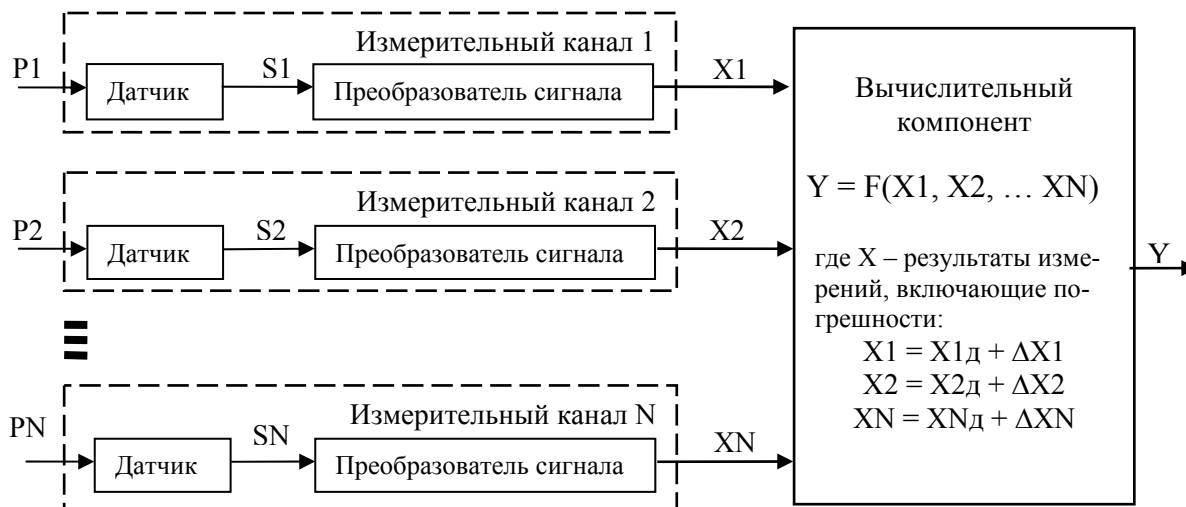 Измерительный канал 1
P1
Датчик
S1
Преобразователь сигнала
X1
Измерительный канал 2
P2
Датчик
S2
Преобразователь сигнала
X2
Измерительный канал N
PN
Датчик
SN
Преобразователь сигнала
XN
Вычислительный
компонент
Y = F(X1, X2, … XN)
где X – результаты изме-
рений, включающие по-
грешности:
X1 = X1д + ΔX1
X2 = X2д + ΔX2
XN = XNд + ΔXN
Y